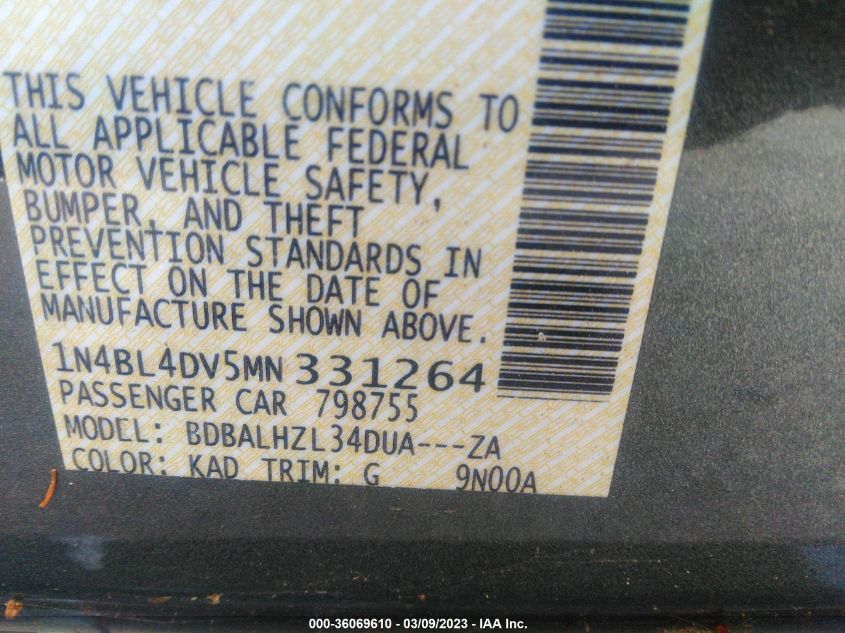 THIS VEHICLE CONFORMS TO
ALL APPLICABLE FEDERAL
MOTOR VEHICLE SAFETY,
BUMPER, AND THEFT
PREVENTION STANDARDS IN
EFFECT ON THE DATE OF
MANUFACTURE SHOWN ABOVE.
1N4BL4DV5MN331264
PASSENGER CAR 798755
MODEL: BDBALHZL34DUA---ZA
COLOR: KAD TRIM: G 9N00A
000-36069610 - 03/09/2023 - IAA Inc.